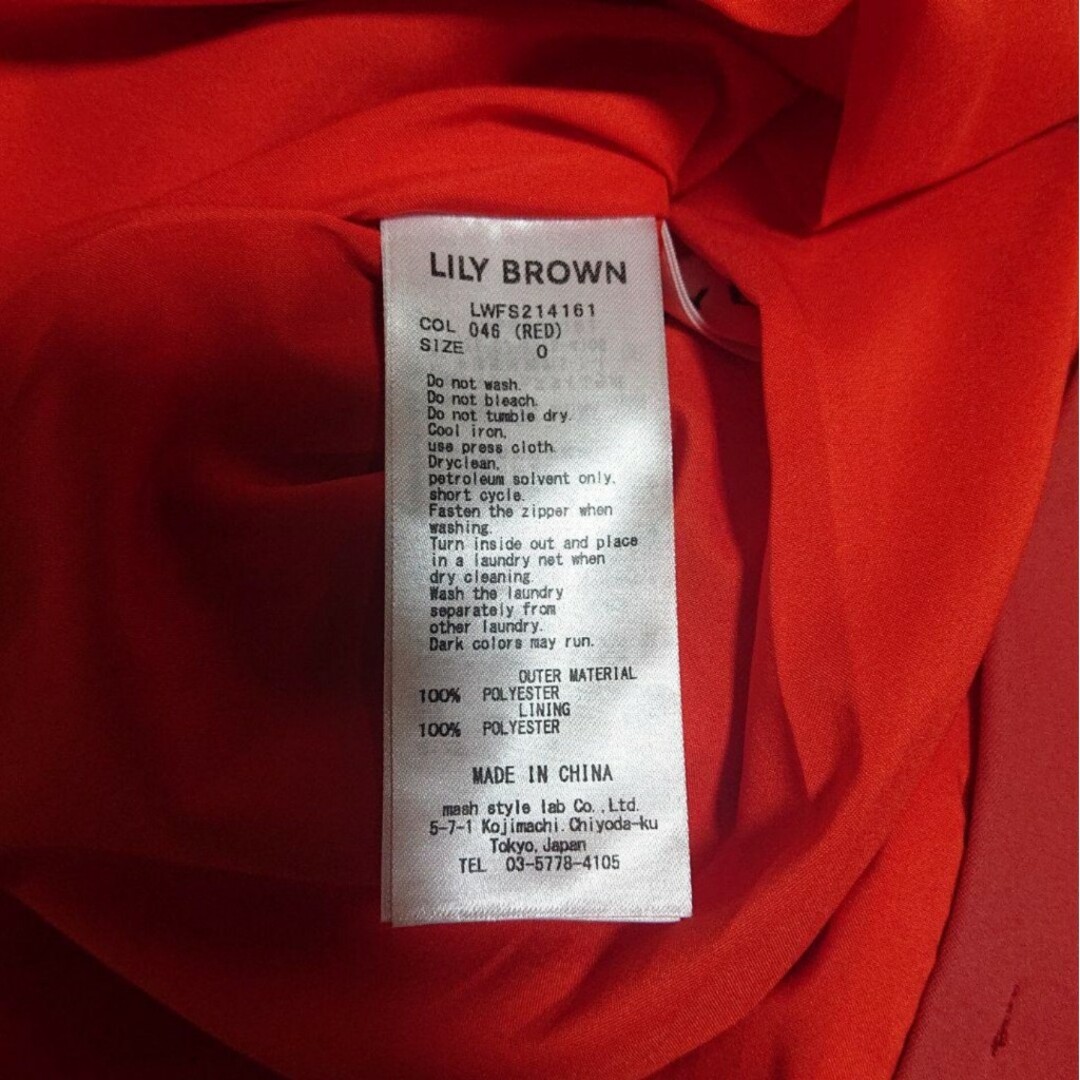 LILY BROWN
LWFS214161
COL 046 (RED)
SIZE 0
Do not wash.
Do not bleach.
Do not tumble dry.
Cool iron,
use press cloth.
Dryclean,
petroleum solvent only.
short cycle.
Fasten the zipper when
washing.
Turn inside out and place
in a laundry net when
dry cleaning.
Wash the laundry
separately from
other laundry.
Dark colors may run.
OUTER MATERIAL
100% POLYESTER
LINING
100% POLYESTER
MADE IN CHINA
mash style lab Co.,Ltd.
5-7-1 Kojimachi.Chiyoda-ku
Tokyo,Japan
TEL 03-5778-4105